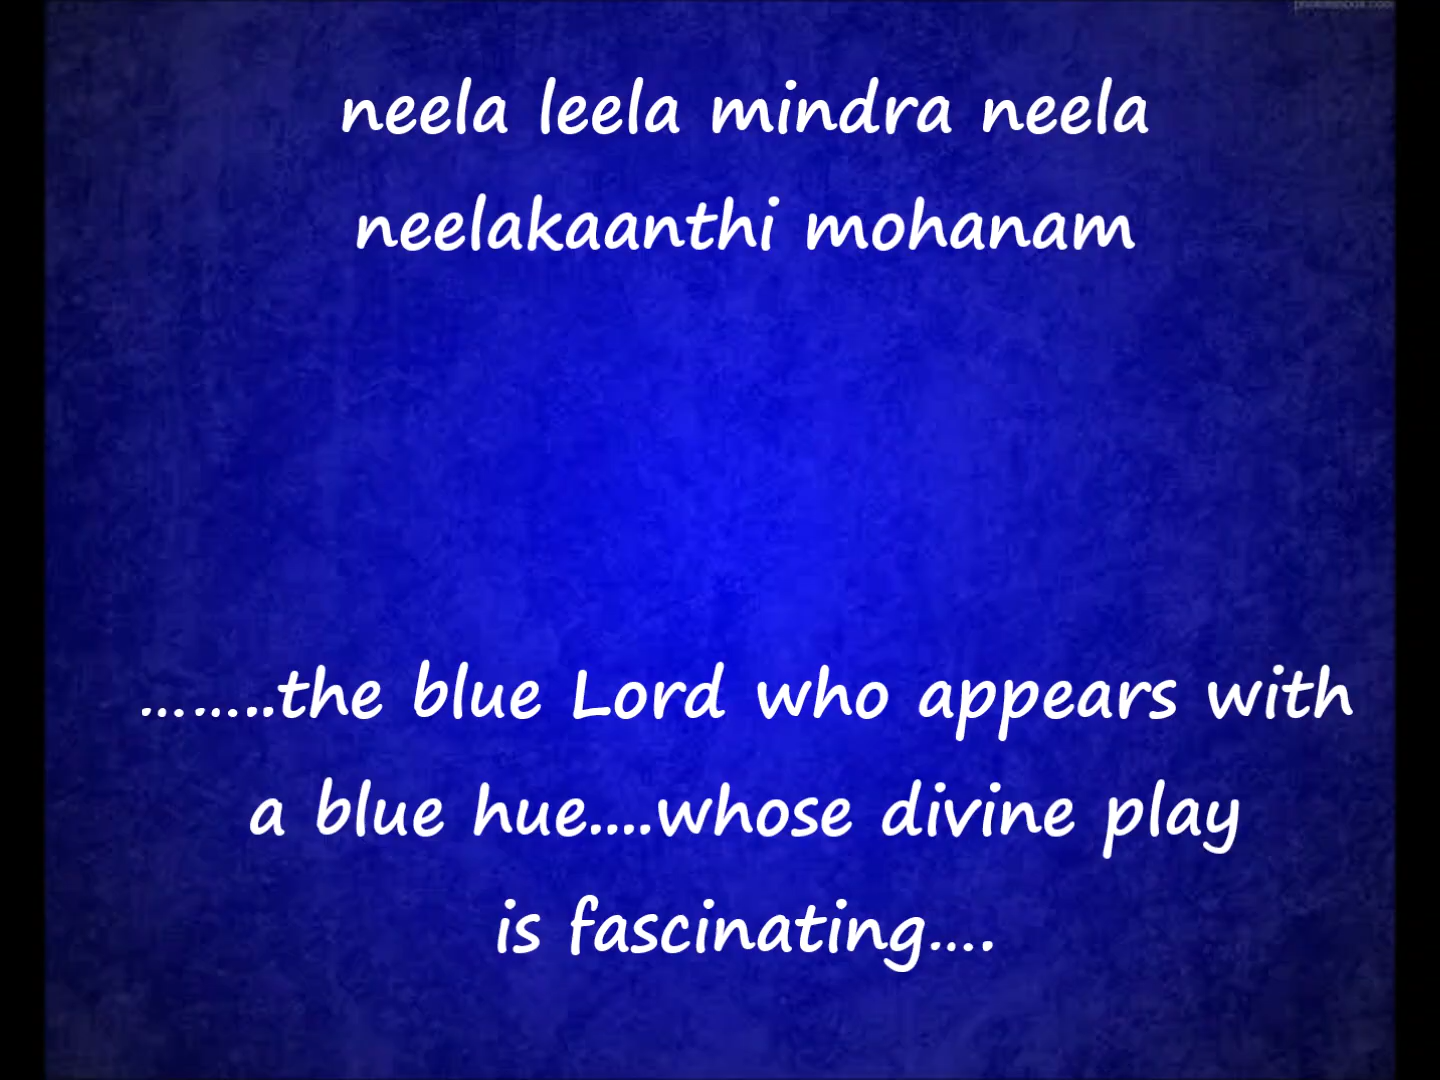 neela leela mindra neela
neelakaanthi mohanam
……..the blue Lord who appears with
a blue hue....whose divine play
is fascinating….